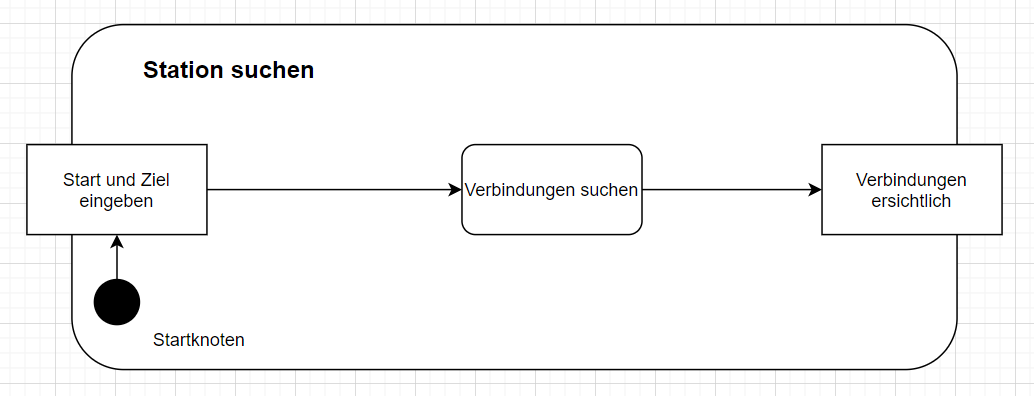 Station suchen
Start und Ziel
eingeben
Verbindungen suchen
Verbindungen
ersichtlich
Startknoten